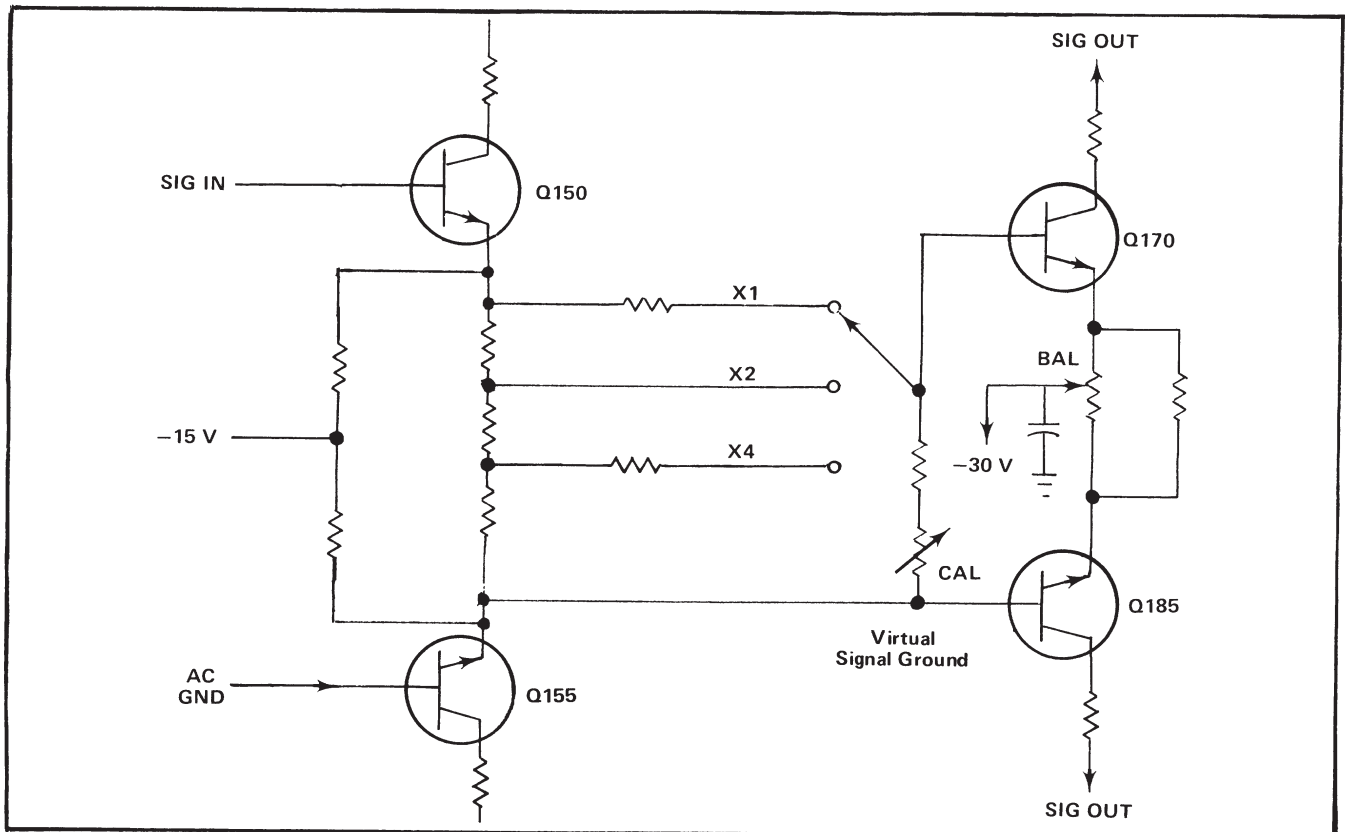 SIG OUT
SIG IN
Q150
Q170
X1
BAL
X2
−15 V
X4
−30 V
CAL
Q185
Virtual
Signal Ground
AC
GND
Q155
SIG OUT